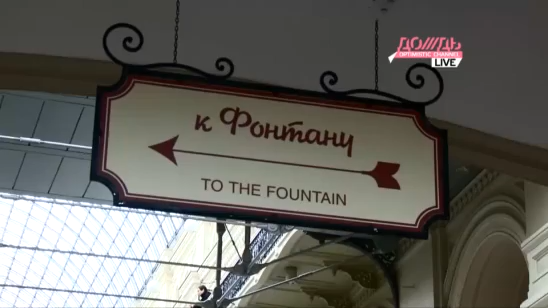 ДОЖДЬ
OPTIMISTIC CHANNEL
LIVE
к Фонтану
TO THE FOUNTAIN